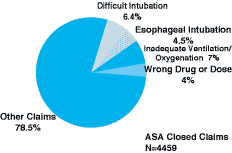 Difficult Intubation
6.4%
Esophageal Intubation
4.5%
Inadequate Ventilation/
Oxygenation 7%
Wrong Drug or Dose
4%
Other Claims
78.5%
ASA Closed Claims
N=4459